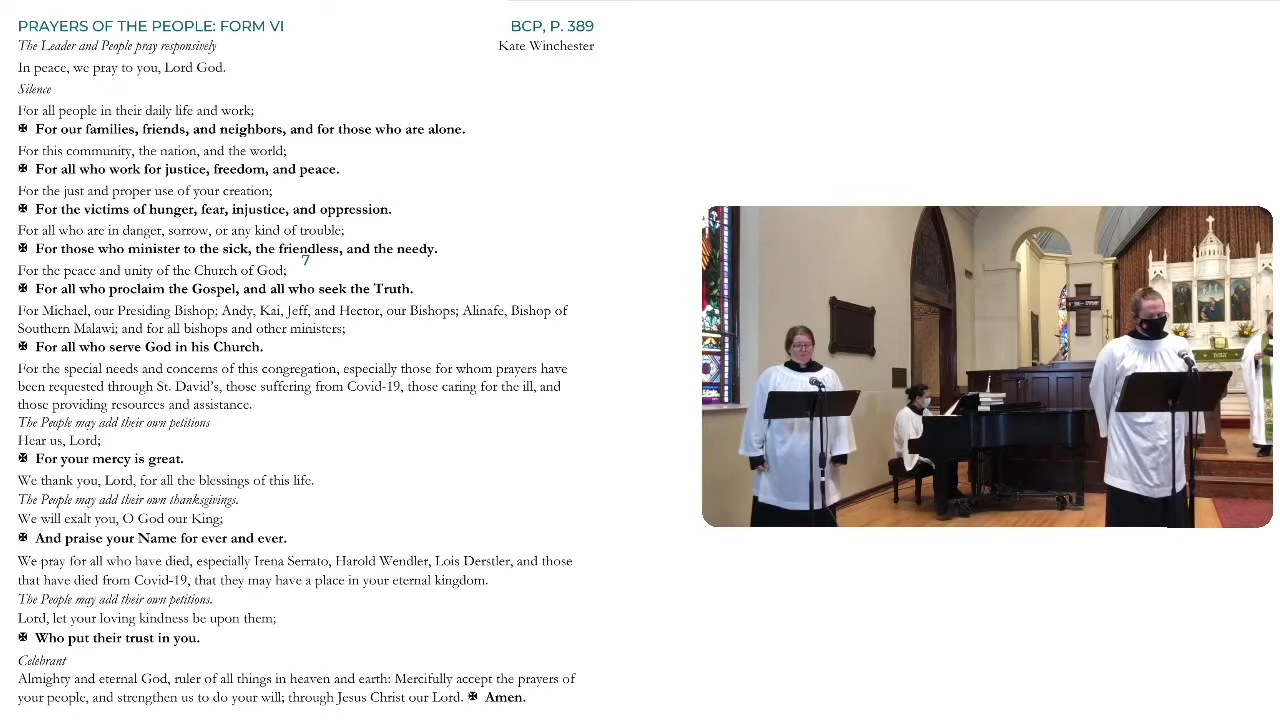 PRAYERS OF THE PEOPLE: FORM VI BCP, P. 389
The Leader and People pray responsively Kate Winchester
In peace, we pray to you, Lord God.
Silence
For all people in their daily life and work;
✠ For our families, friends, and neighbors, and for those who are alone.
For this community, the nation, and the world;
✠ For all who work for justice, freedom, and peace.
For the just and proper use of your creation;
✠ For the victims of hunger, fear, injustice, and oppression.
For all who are in danger, sorrow, or any kind of trouble;
✠ For those who minister to the sick, the friendless, and the needy.
7
For the peace and unity of the Church of God;
✠ For all who proclaim the Gospel, and all who seek the Truth.
For Michael, our Presiding Bishop; Andy, Kai, Jeff, and Hector, our Bishops; Alinafe, Bishop of
Southern Malawi; and for all bishops and other ministers;
✠ For all who serve God in his Church.
For the special needs and concerns of this congregation, especially those for whom prayers have
been requested through St. David's, those suffering from Covid-19, those caring for the ill, and
those providing resources and assistance.
The People may add their own petitions
Hear us, Lord;
✠ For your mercy is great.
We thank you, Lord, for all the blessings of this life.
The People may add their own thanksgivings.
We will exalt you, O God our King;
✠ And praise your Name for ever and ever.
We pray for all who have died, especially Irena Serrato, Harold Wendler, Lois Derstler, and those
that have died from Covid-19, that they may have a place in your eternal kingdom.
The People may add their own petitions.
Lord, let your loving kindness be upon them;
✠ Who put their trust in you.
Celebrant
Almighty and eternal God, ruler of all things in heaven and earth: Mercifully accept the prayers of
your people, and strengthen us to do your will; through Jesus Christ our Lord. ✠ Amen.
HOLY